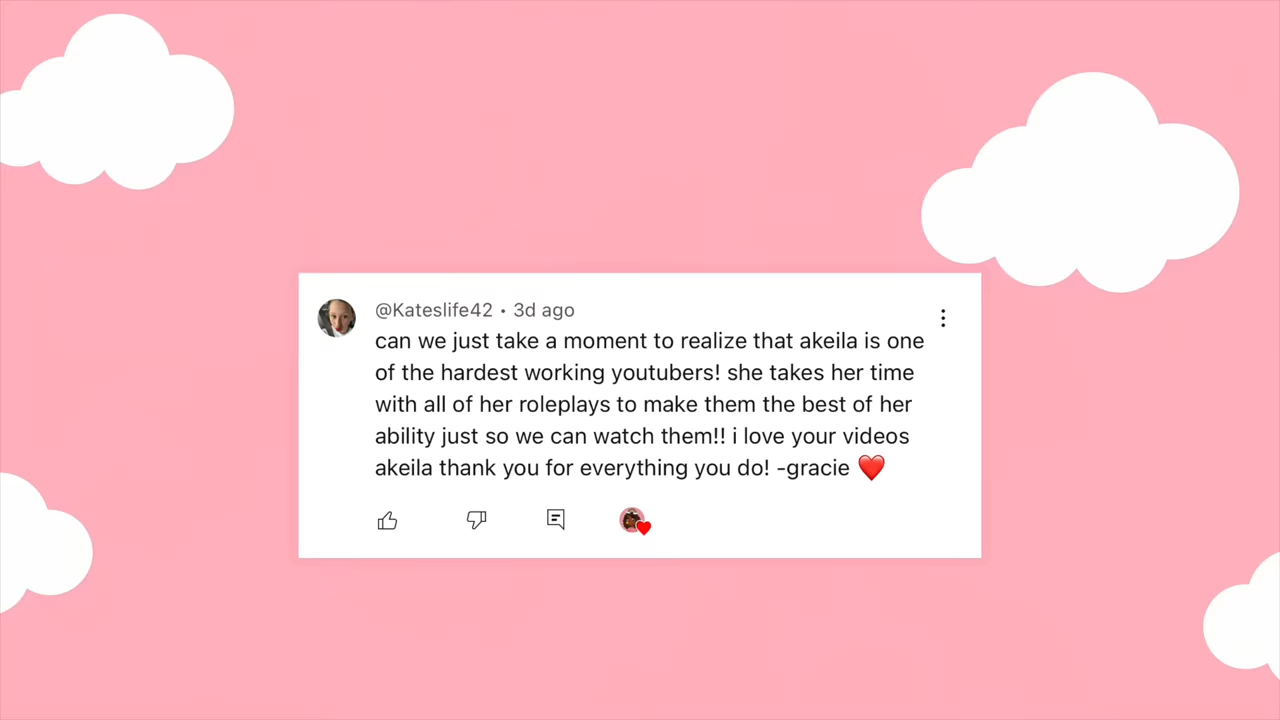 @Kateslife42 • 3d ago
can we just take a moment to realize that akeila is one
of the hardest working youtubers! she takes her time
with all of her roleplays to make them the best of her
ability just so we can watch them!! i love your videos
akeila thank you for everything you do! -gracie ❤️